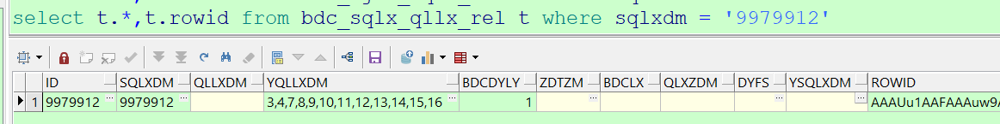 select t.*,t.rowid from bdc_sqlx_qllx_rel t where sqlxdm = '9979912'
ID SQLXDM QLLXDM YQLLXDM BDCDYLY ZDTZM BDCLX QLXZDM DYFS YSQLXDM ROWID
1 9979912 9979912 3,4,7,8,9,10,11,12,13,14,15,16 1